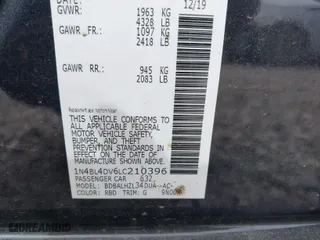 DATE: 12/19
GVWR: 1963 KG
4328 LB
GAWR FR.: 1097 KG
2418 LB
GAWR RR.: 945 KG
2083 LB
THIS VEHICLE CONFORMS TO ALL
APPLICABLE FEDERAL MOTOR
VEHICLE SAFETY,
BUMPER, AND THEFT
PREVENTION STANDARDS
IN EFFECT ON THE DATE OF
MANUFACTURE SHOWN ABOVE.
1N4BL4DV6LC210396
PASSENGER CAR 632
MODEL: BDBALHZL34DUA--AC-
COLOR: RBD TRIM: G